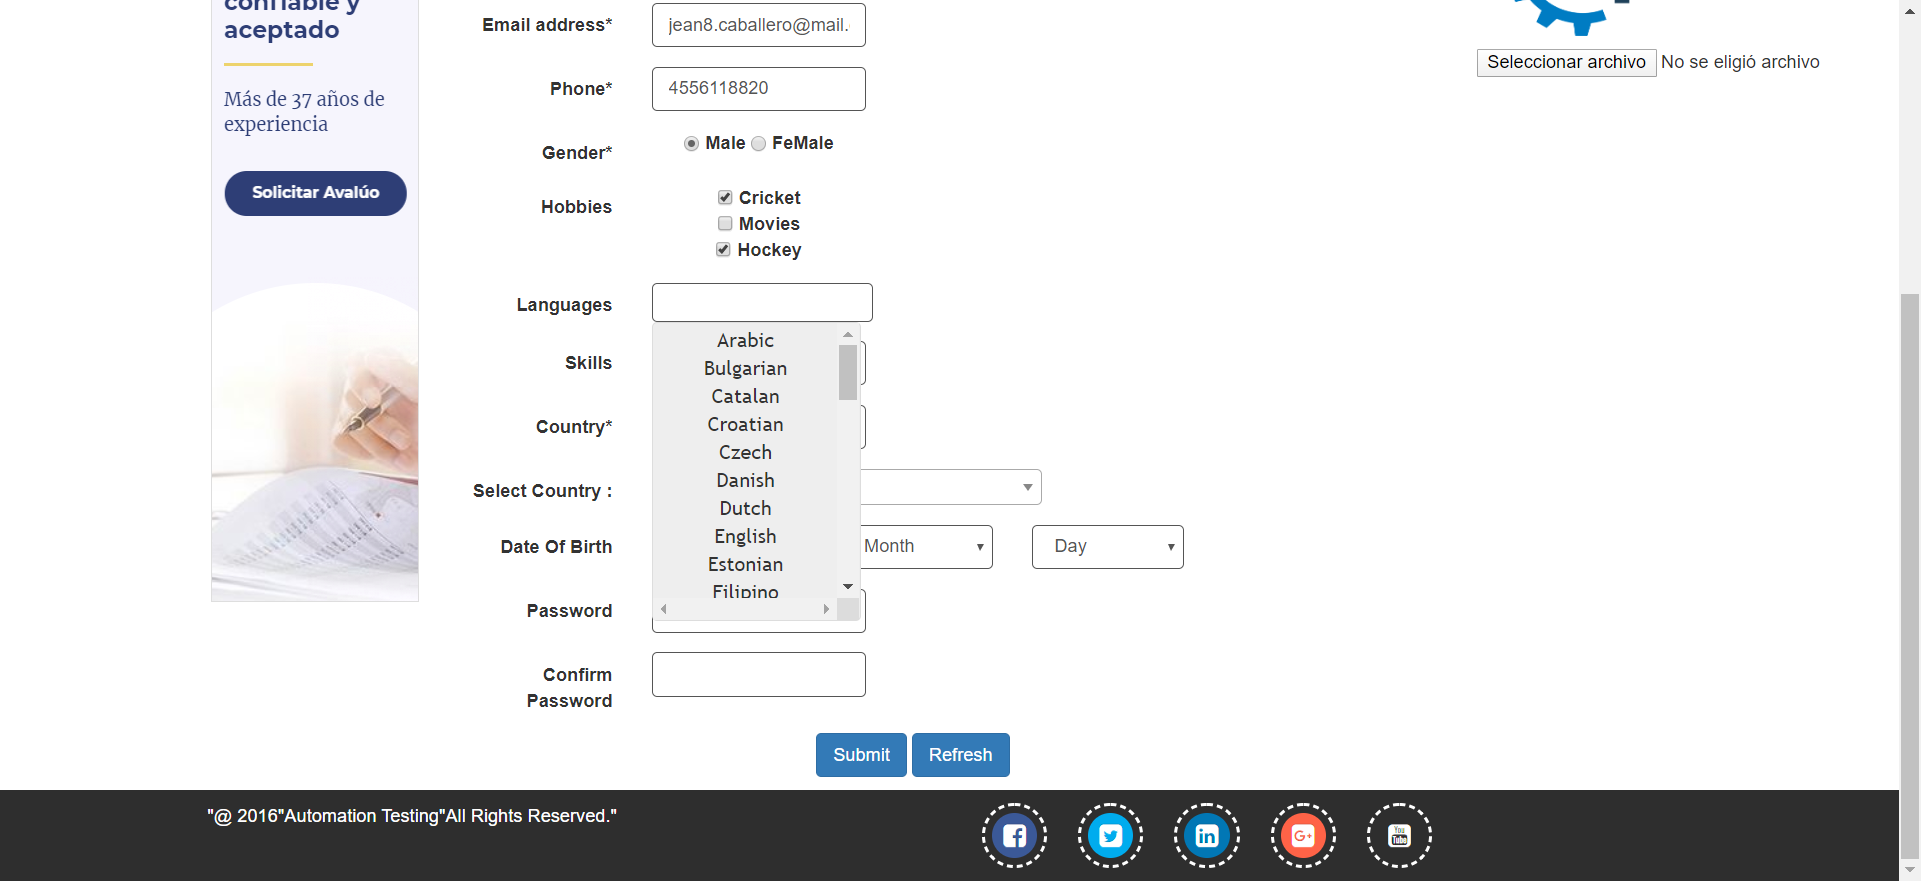 confiable y
aceptado
Más de 37 años de
experiencia
Solicitar Avalúo
Email address*
jean8.caballero@mail.
Phone*
4556118820
Gender*
Male FeMale
Hobbies
Cricket
Movies
Hockey
Languages
Arabic
Bulgarian
Catalan
Croatian
Czech
Danish
Dutch
English
Estonian
Filipino
Skills
Country*
Select Country :
Date Of Birth
Month
Day
Password
Confirm
Password
Submit Refresh
Seleccionar archivo No se eligió archivo
"@ 2016"Automation Testing"All Rights Reserved."
f
in
G+
You
Tube